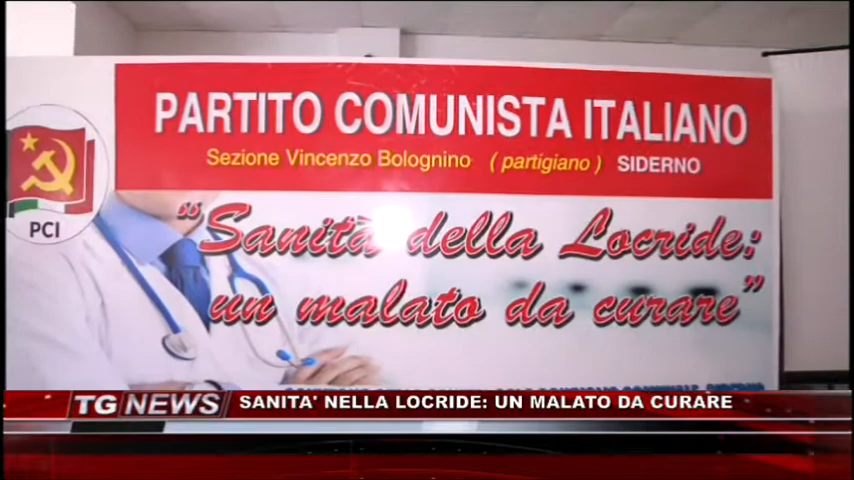 PARTITO COMUNISTA ITALIANO
Sezione Vincenzo Bolognino (partigiano) SIDERNO
PCI
"Sanità della Locride:
un malato da curare"
TG NEWS
SANITA' NELLA LOCRIDE: UN MALATO DA CURARE